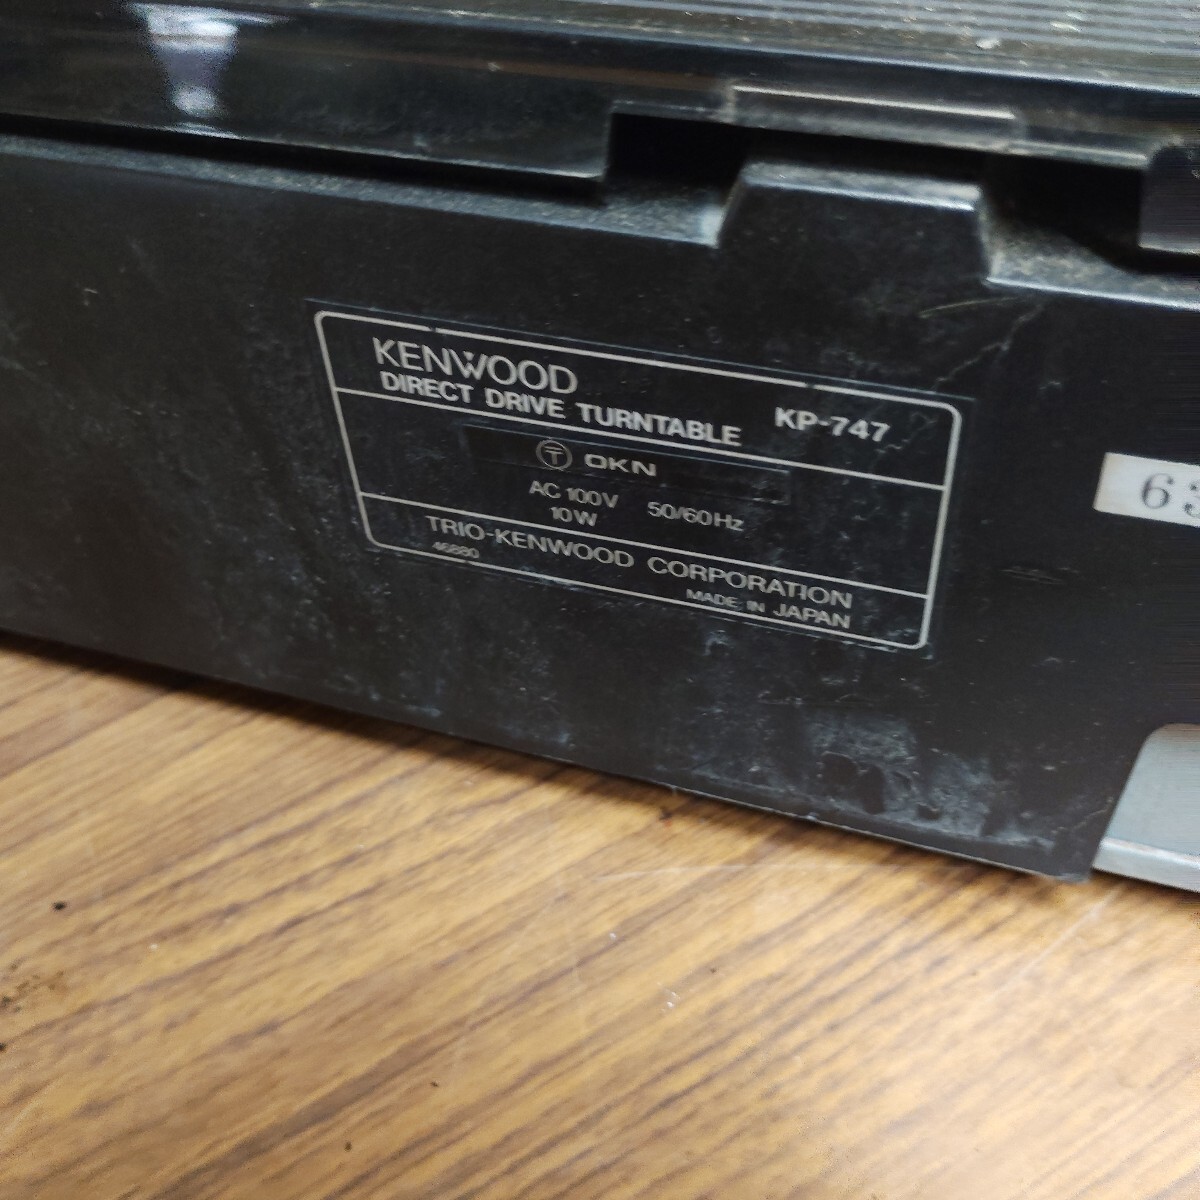 KENWOOD
DIRECT DRIVE TURNTABLE KP-747
Ⓣ OKN
AC 100V 50/60Hz
10W
TRIO-KENWOOD CORPORATION
46880
MADE IN JAPAN
63